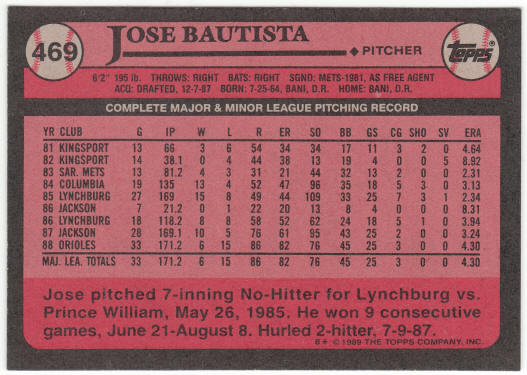 469
JOSE BAUTISTA
PITCHER
Topps
6'2" 195 lb. THROWS: RIGHT BATS: RIGHT SGND: METS-1981, AS FREE AGENT
ACQ: DRAFTED, 12-7-87 BORN: 7-25-64, BANI, D.R. HOME: BANI, D.R.
COMPLETE MAJOR & MINOR LEAGUE PITCHING RECORD
YR CLUB G IP W L R ER SO BB GS CG SHO SV ERA
81 KINGSPORT 13 66 3 6 54 34 34 17 11 3 2 0 4.64
82 KINGSPORT 14 38.1 0 4 44 38 13 19 4 0 0 5 8.92
83 SAR. METS 13 81.2 4 3 31 21 44 32 13 2 0 0 2.31
84 COLUMBIA 19 135 13 4 52 47 96 35 18 5 3 0 3.13
85 LYNCHBURG 27 169 15 8 49 44 109 33 25 7 3 1 2.34
86 JACKSON 7 21.2 0 1 22 20 13 8 4 0 0 0 8.31
86 LYNCHBURG 18 118.2 8 8 58 52 62 24 18 5 1 0 3.94
87 JACKSON 28 169.1 10 5 76 61 95 43 25 2 0 0 3.24
88 ORIOLES 33 171.2 6 15 86 82 76 45 25 3 0 0 4.30
MAJ. LEA. TOTALS 33 171.2 6 15 86 82 76 45 25 3 0 0 4.30
Jose pitched 7-inning No-Hitter for Lynchburg vs.
Prince William, May 26, 1985. He won 9 consecutive
games, June 21-August 8. Hurled 2-hitter, 7-9-87.
B* © 1989 THE TOPPS COMPANY, INC.